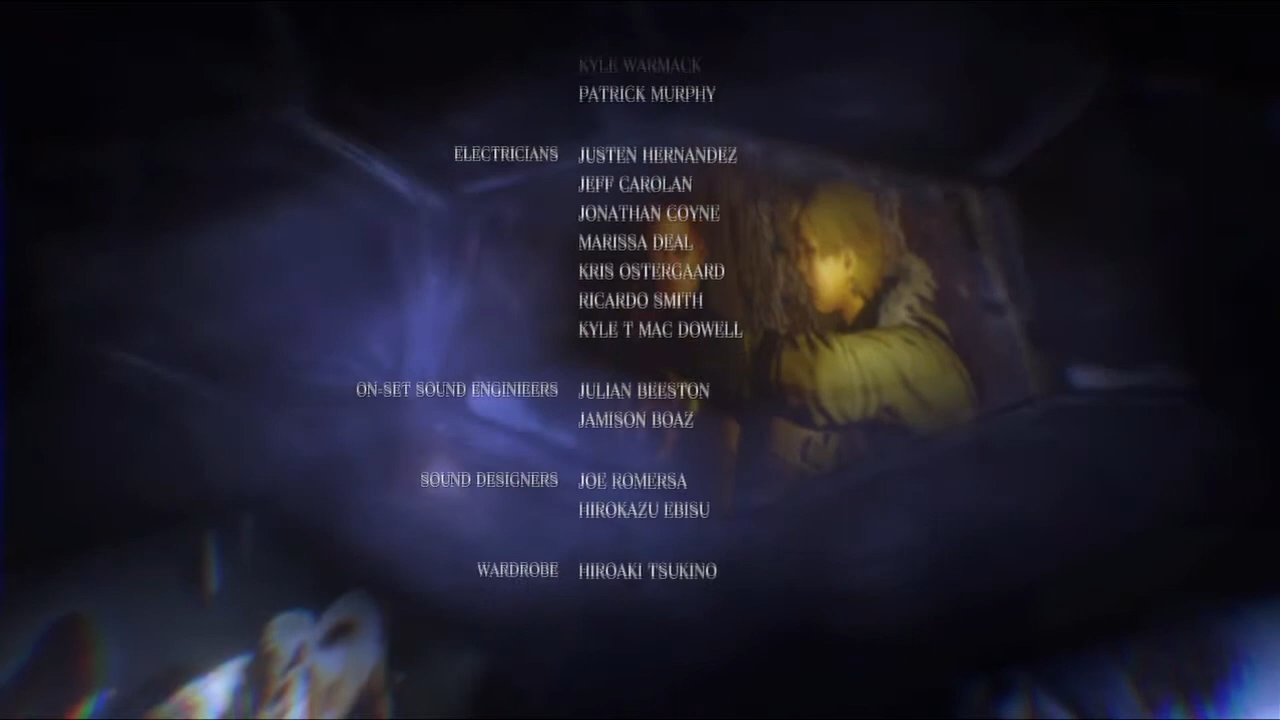 KYLE WARMACK
PATRICK MURPHY
ELECTRICIANS JUSTEN HERNANDEZ
JEFF CAROLAN
JONATHAN COYNE
MARISSA DEAL
KRIS OSTERGAARD
RICARDO SMITH
KYLE T MAC DOWELL
ON-SET SOUND ENGINIEERS JULIAN BEESTON
JAMISON BOAZ
SOUND DESIGNERS JOE ROMERSA
HIROKAZU EBISU
WARDROBE HIROAKI TSUKINO